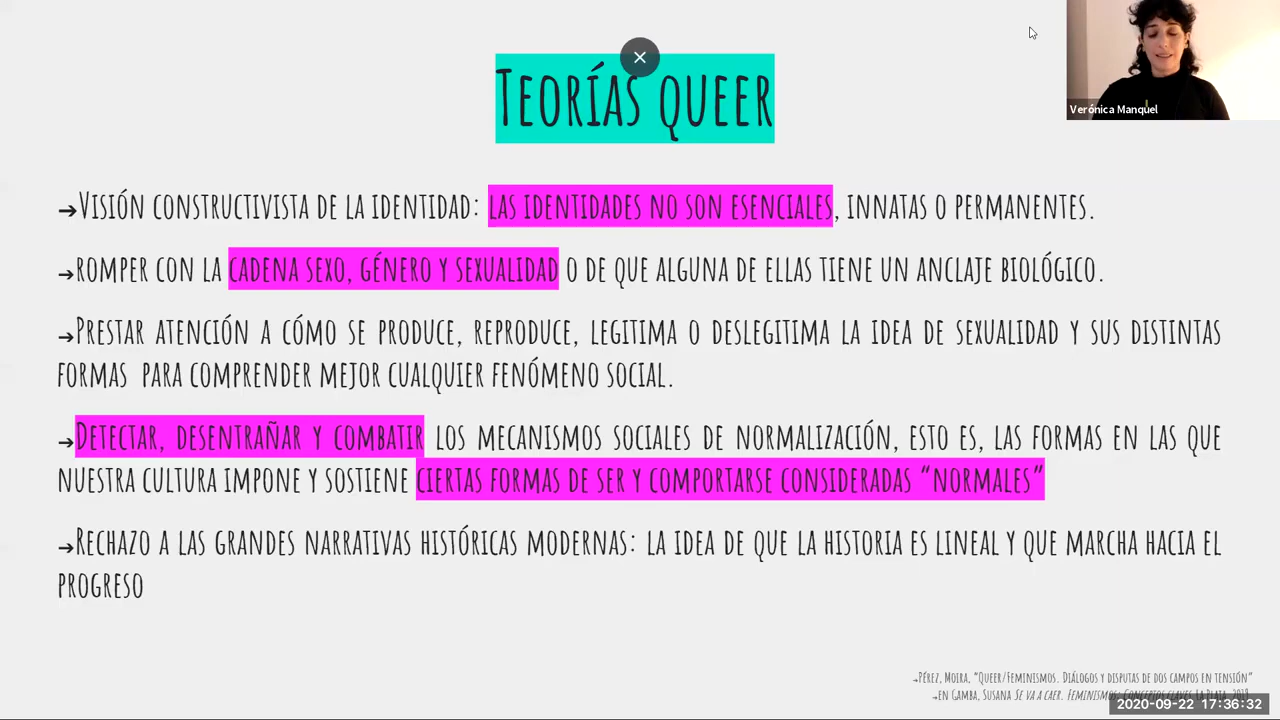 Teorías queer
Verónica Manquel
→Visión constructivista de la identidad: las identidades no son esenciales, innatas o permanentes.
→romper con la cadena sexo, género y sexualidad o de que alguna de ellas tiene un anclaje biológico.
→Prestar atención a cómo se produce, reproduce, legitima o deslegitima la idea de sexualidad y sus distintas
formas para comprender mejor cualquier fenómeno social.
→Detectar, desentrañar y combatir los mecanismos sociales de normalización, esto es, las formas en las que
nuestra cultura impone y sostiene ciertas formas de ser y comportarse consideradas “normales”
→Rechazo a las grandes narrativas históricas modernas: la idea de que la historia es lineal y que marcha hacia el
progreso
→Pérez, Moira, “Queer/Feminismos. Diálogos y disputas de dos campos en tensión”
→en Gamba, Susana Se va a caer. Feminismos: Conceptos claves La Plata, 2019
2020-09-22 17:36:32